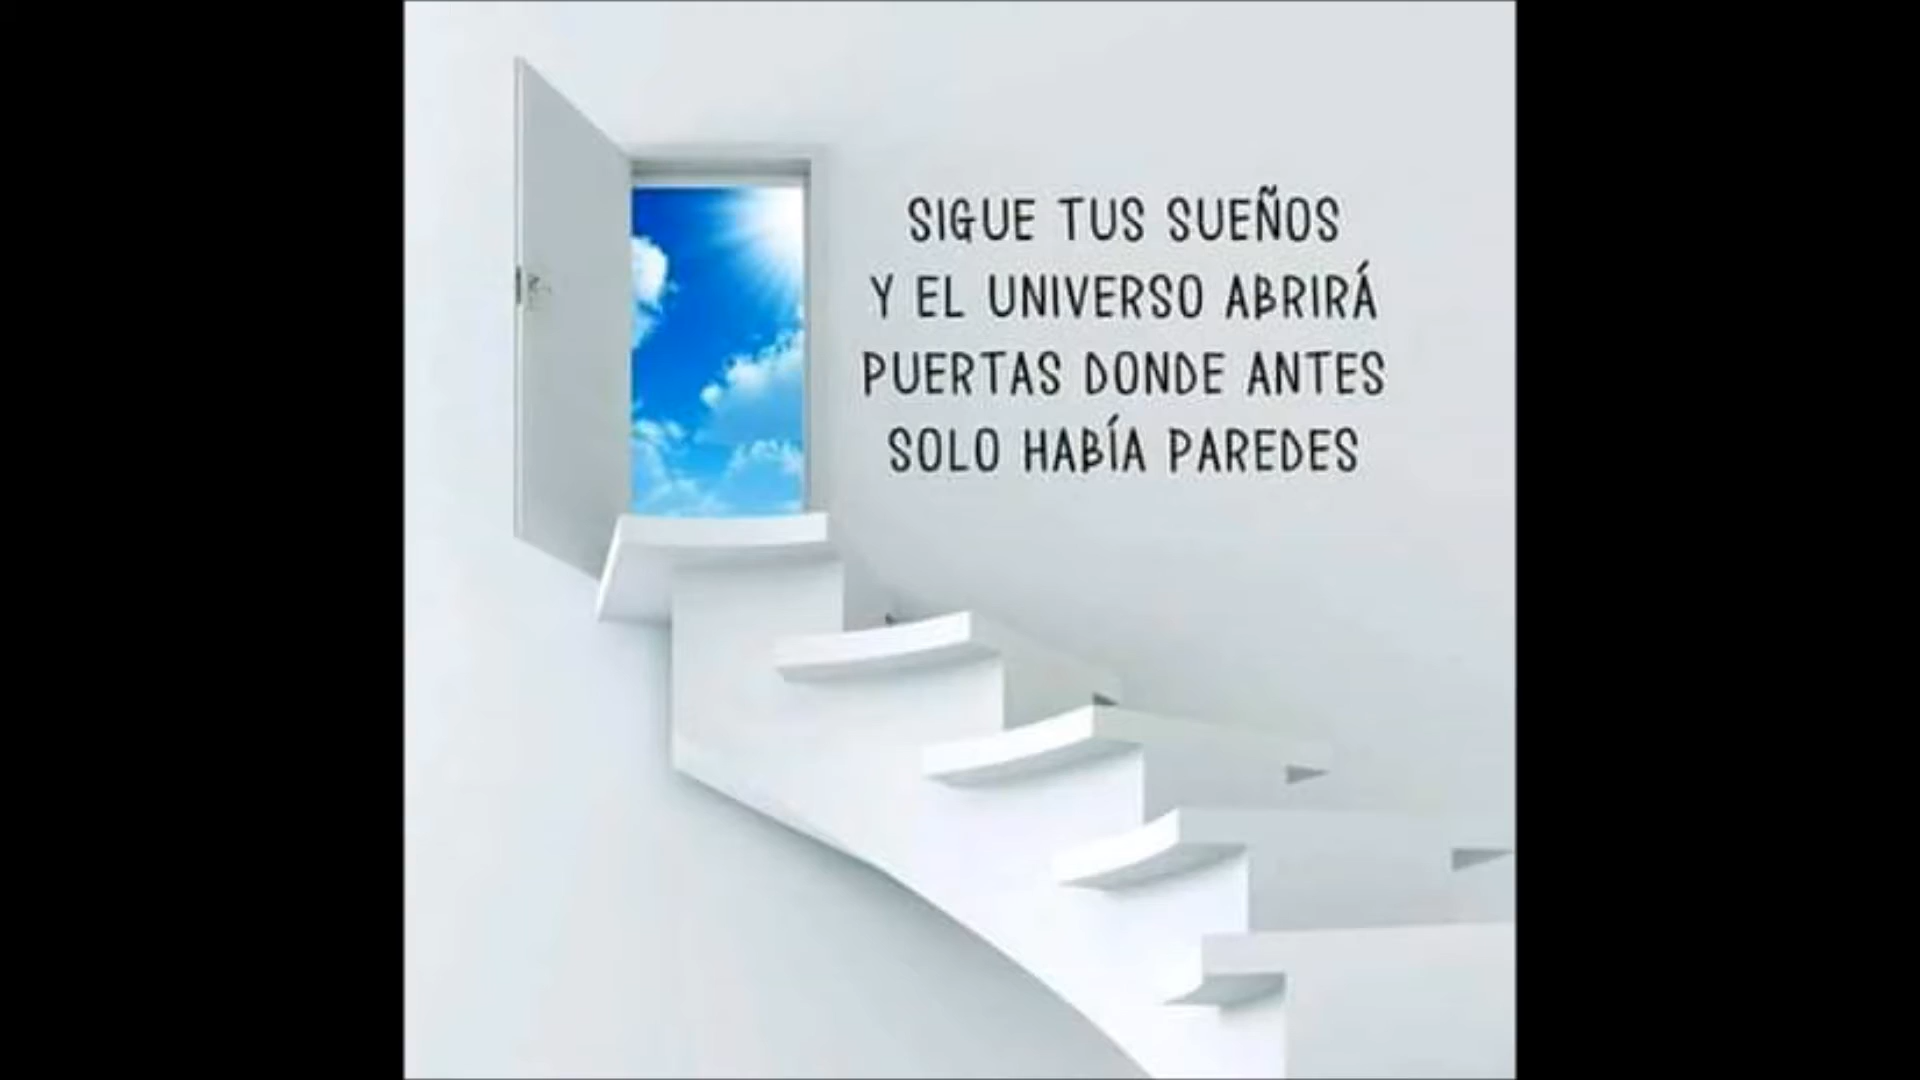 SIGUE TUS SUEÑOS
Y EL UNIVERSO ABRIRÁ
PUERTAS DONDE ANTES
SOLO HABÍA PAREDES